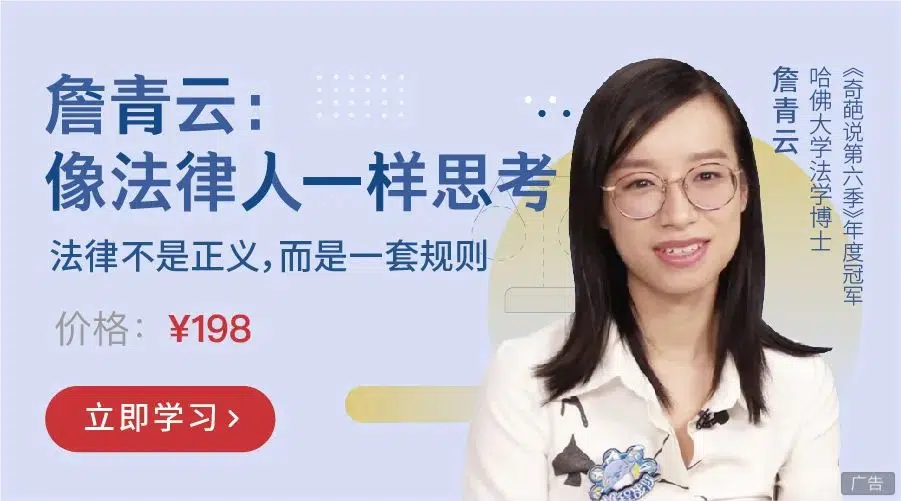 詹青云：
像法律人一样思考
法律不是正义，而是一套规则
价格：¥198
立即学习 >
《奇葩说第六季》年度冠军
哈佛大学法学博士
詹青云
广告